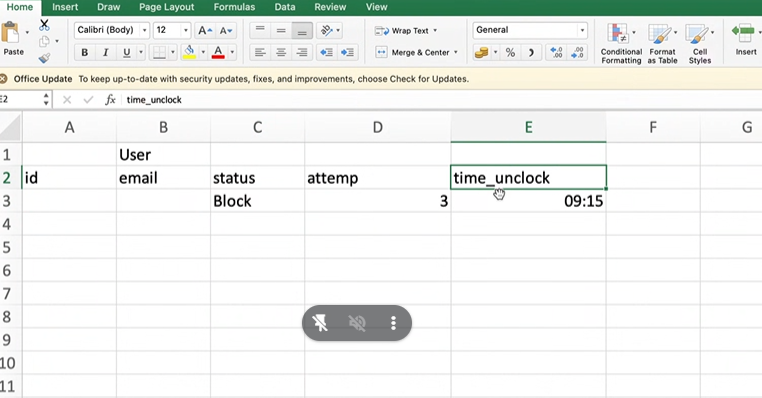 Home Insert Draw Page Layout Formulas Data Review View
Calibri (Body) 12 A A Wrap Text General
Paste B I U A Merge & Center % Conditional Formatting Format as Table Cell Styles Insert
Office Update To keep up-to-date with security updates, fixes, and improvements, choose Check for Updates.
E2 fx time_unclock
A B C D E F G
1 User
2 id email status attemp time_unclock
3 Block 3 09:15
4
5
6
7
8
9
10
11